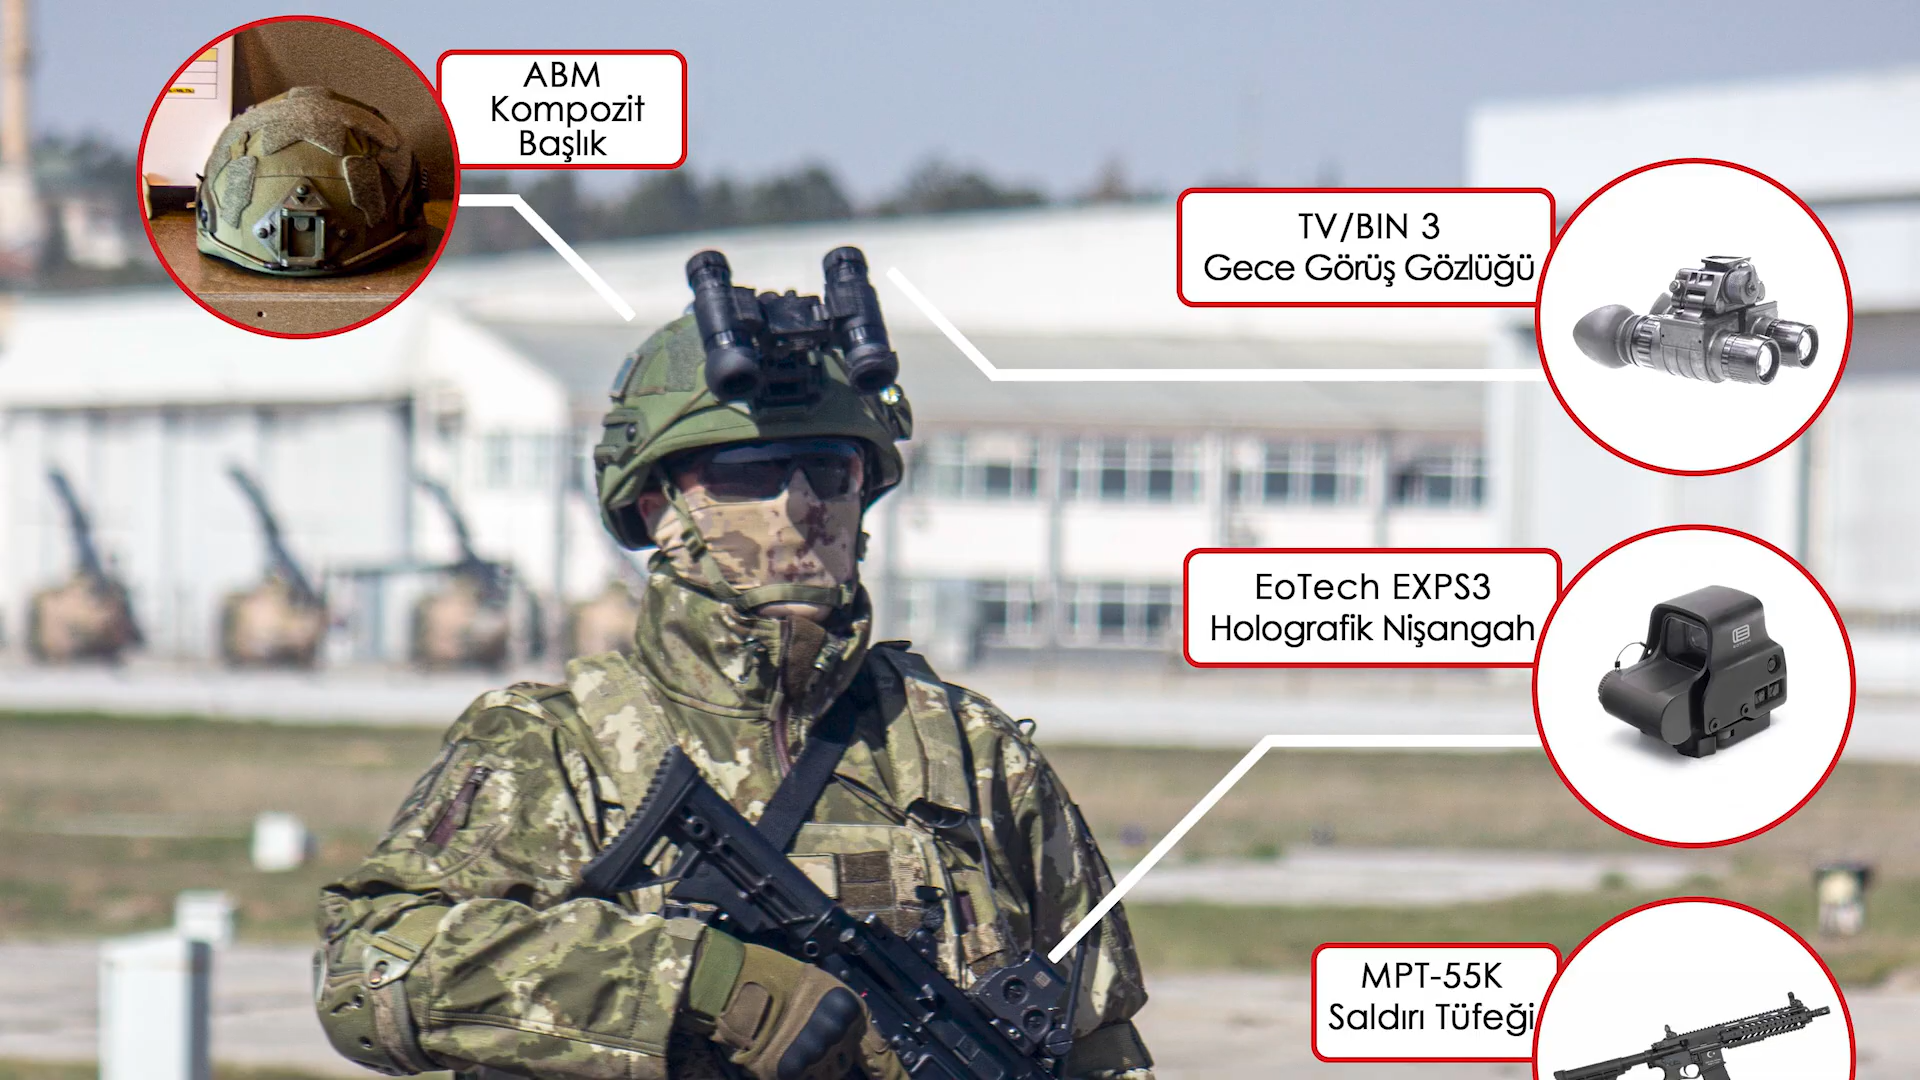 ABM
Kompozit
Başlık
TV/BIN 3
Gece Görüş Gözlüğü
EoTech EXPS3
Holografik Nişangah
MPT-55K
Saldırı Tüfeği